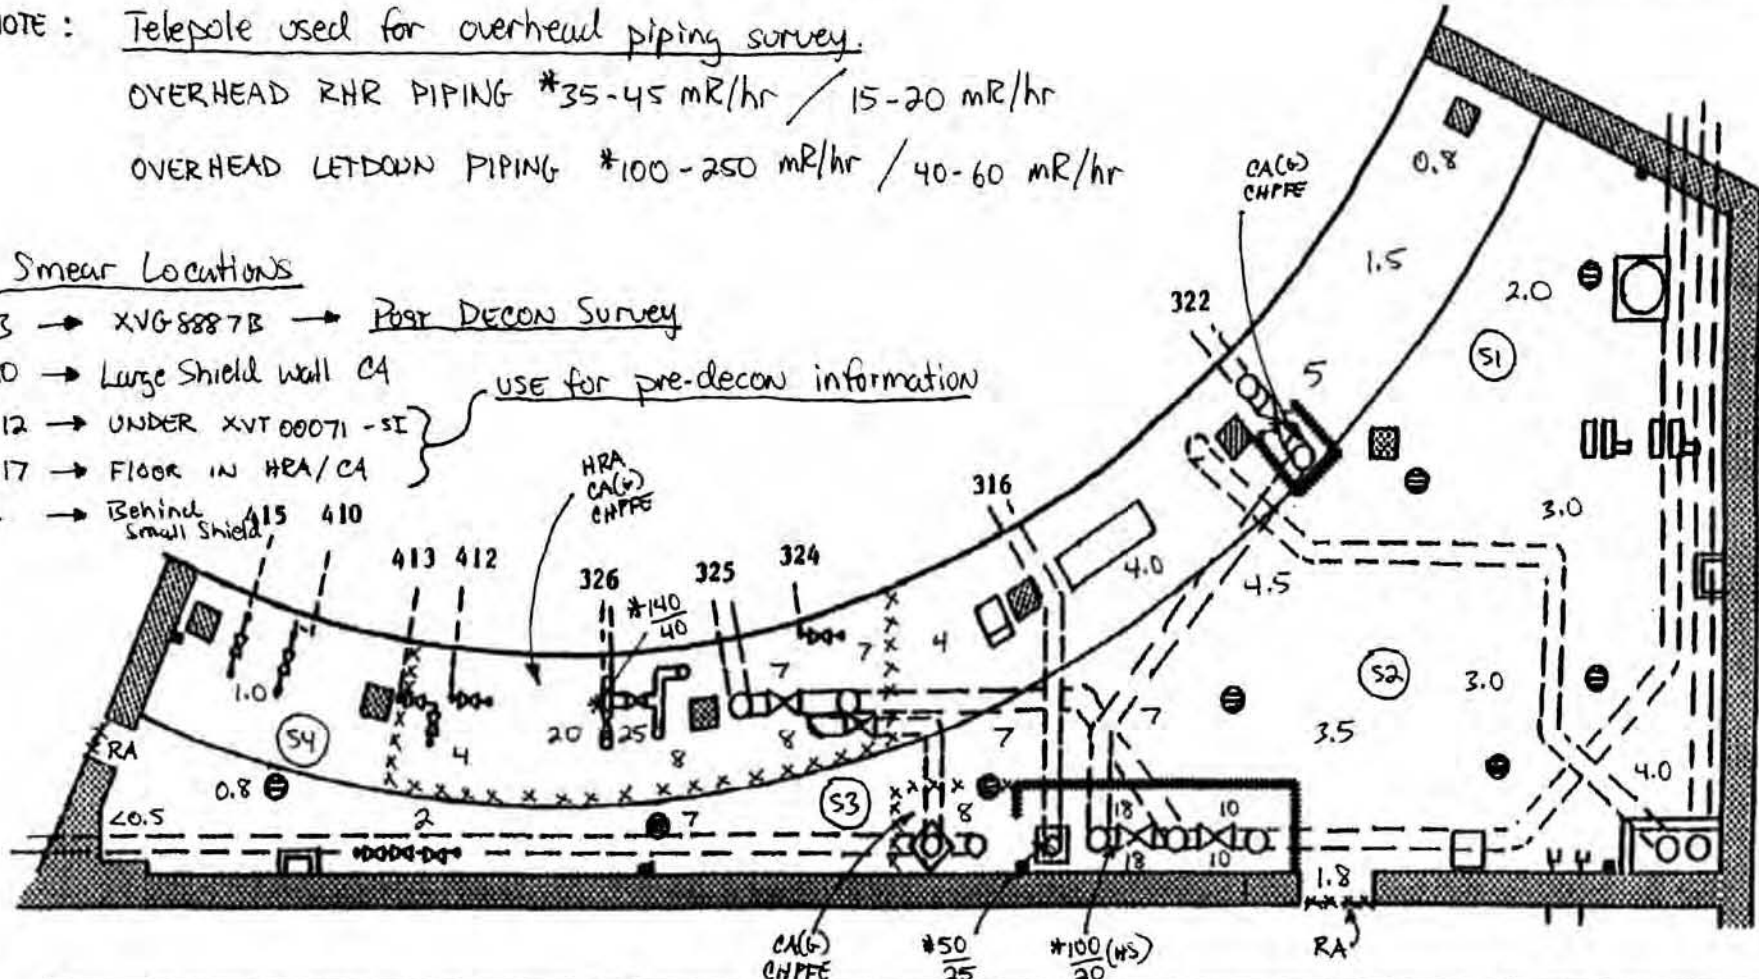 NOTE : Telepole used for overhead piping survey.
OVERHEAD RHR PIPING *35-45 mR/hr / 15-20 mR/hr
OVERHEAD LETDOWN PIPING *100-250 mR/hr / 40-60 mR/hr
Smear Locations
3 → XVG8887B → Post DECON Survey
0 → Large Shield Wall CA
12 → UNDER XVT00071-SI
17 → Floor IN HRA/CA
USE for pre-decon information
→ Behind
Small Shield
415
410
413
412
HRA
CA(G)
CHPFE
326
*140
40
325
324
316
322
CA(G)
CHPFE
0.8
1.5
2.0
S1
5
3.0
4.0
4.5
S2
3.0
3.5
4.0
7
7
4
7
7
1.0
S4
4
20
25
8
8
RA
0.8
<0.5
2
7
S3
8
18
10
18
10
1.8
CA(G)
CHPFE
*50
25
*100 (HS)
20
RA